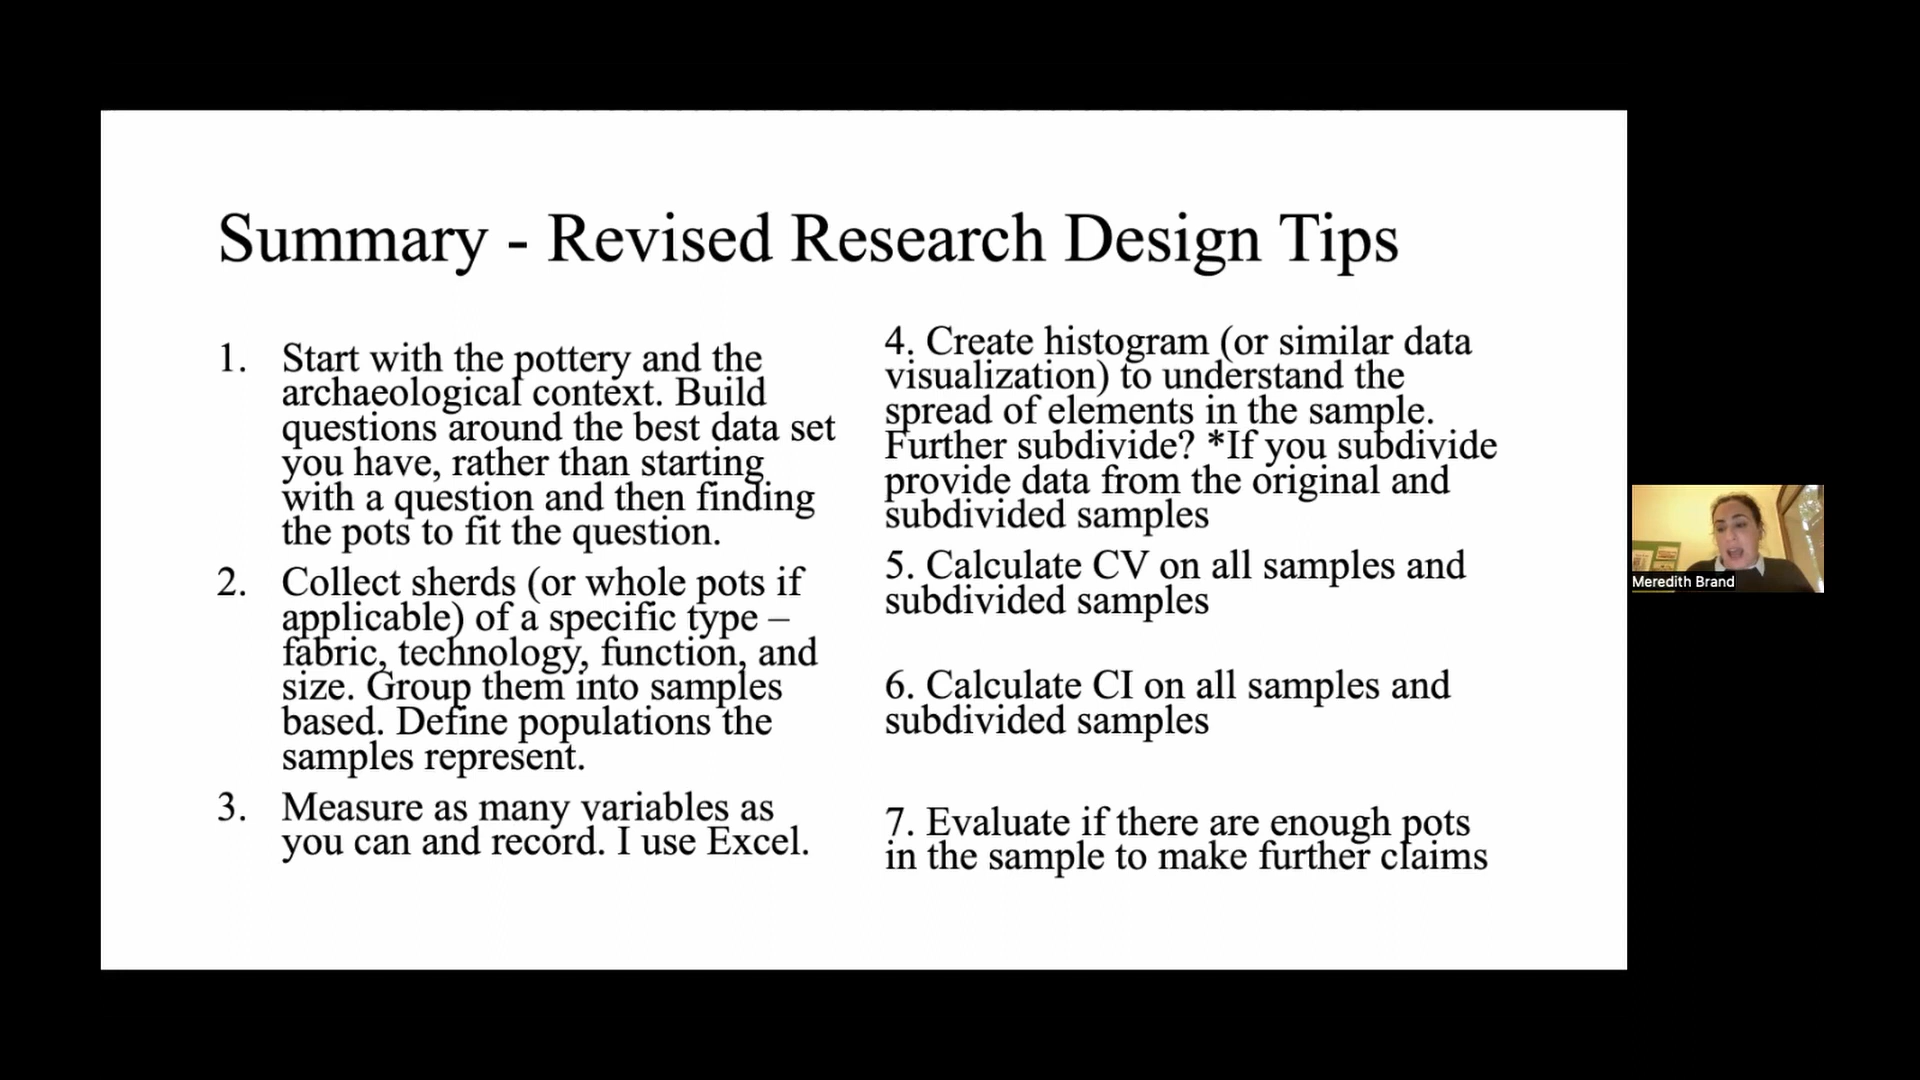 Summary - Revised Research Design Tips
1. Start with the pottery and the
archaeological context. Build
questions around the best data set
you have, rather than starting
with a question and then finding
the pots to fit the question.
2. Collect sherds (or whole pots if
applicable) of a specific type –
fabric, technology, function, and
size. Group them into samples
based. Define populations the
samples represent.
3. Measure as many variables as
you can and record. I use Excel.
4. Create histogram (or similar data
visualization) to understand the
spread of elements in the sample.
Further subdivide? *If you subdivide
provide data from the original and
subdivided samples
5. Calculate CV on all samples and
subdivided samples
6. Calculate CI on all samples and
subdivided samples
7. Evaluate if there are enough pots
in the sample to make further claims
Meredith Brand